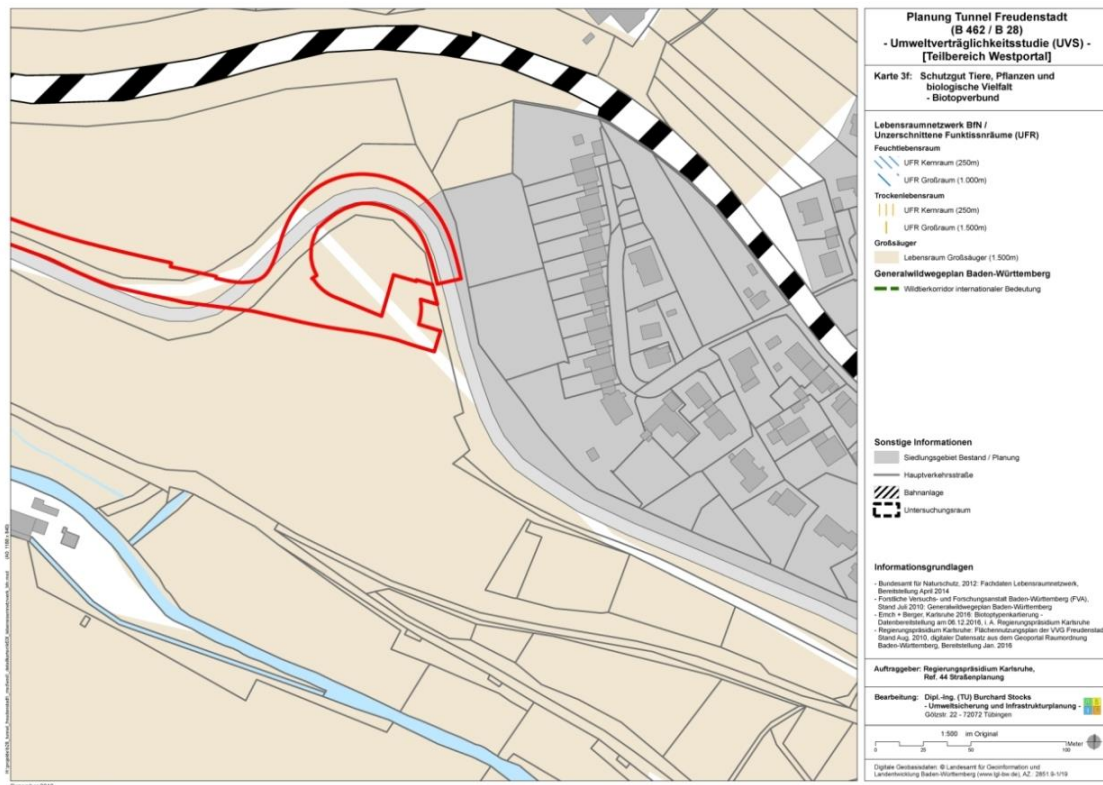 Planung Tunnel Freudenstadt
(B 462 / B 28)
- Umweltverträglichkeitsstudie (UVS) -
[Teilbereich Westportal]
Karte 3f: Schutzgut Tiere, Pflanzen und
biologische Vielfalt
- Biotopverbund
Lebensraumnetzwerk BfN /
Unzerschnittene Funktissnräume (UFR)
Feuchtlebensraum
UFR Kernraum (250m)
UFR Großraum (1.000m)
Trockenlebensraum
UFR Kernraum (250m)
UFR Großraum (1.500m)
Großsäuger
Lebensraum Großsäuger (1.500m)
Generalwildwegeplan Baden-Württemberg
Wildtierkorridor internationaler Bedeutung
Sonstige Informationen
Siedlungsgebiet Bestand / Planung
Hauptverkehrsstraße
Bahnanlage
Untersuchungsraum
Informationsgrundlagen
- Bundesamt für Naturschutz, 2012: Fachdaten Lebensraumnetzwerk,
Bereitstellung April 2014
- Forstliche Versuchs- und Forschungsanstalt Baden-Württemberg (FVA),
Stand Juli 2010: Generalwildwegeplan Baden-Württemberg
- Emch + Berger, Karlsruhe 2016: Biotoptypenkartierung -
Datenbereitstellung am 06.12.2016, i. A. Regierungspräsidium Karlsruhe
- Regierungspräsidium Karlsruhe: Flächennutzungsplan der VVG Freudenstadt
Stand Aug. 2010, digitaler Datensatz aus dem Geoportal Raumordnung
Baden-Württemberg, Bereitstellung Jan. 2016
Auftraggeber: Regierungspräsidium Karlsruhe,
Ref. 44 Straßenplanung
Bearbeitung: Dipl.-Ing. (TU) Burchard Stocks
- Umweltsicherung und Infrastrukturplanung -
Gölzstr. 22 - 72072 Tübingen
1:500 im Original
0 25 50 100 Meter
Digitale Geobasisdaten: © Landesamt für Geoinformation und
Landentwicklung Baden-Württemberg (www.lgl-bw.de), AZ.: 2851.9-1/19